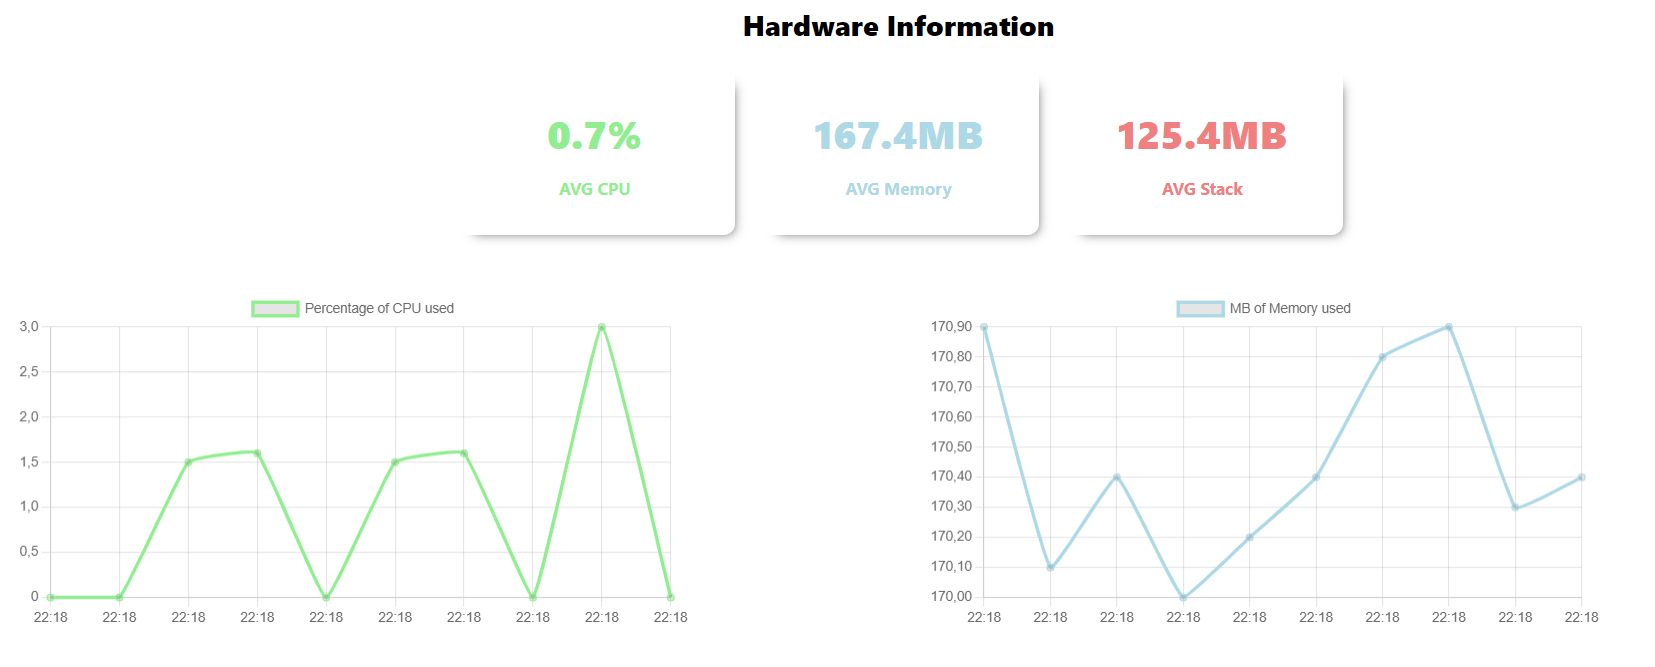 Hardware Information
0.7%
AVG CPU
167.4MB
AVG Memory
125.4MB
AVG Stack
Percentage of CPU used
3,0
2,5
2,0
1,5
1,0
0,5
0
22:18 22:18 22:18 22:18 22:18 22:18 22:18 22:18 22:18 22:18
MB of Memory used
170,90
170,80
170,70
170,60
170,50
170,40
170,30
170,20
170,10
170,00
22:18 22:18 22:18 22:18 22:18 22:18 22:18 22:18 22:18 22:18